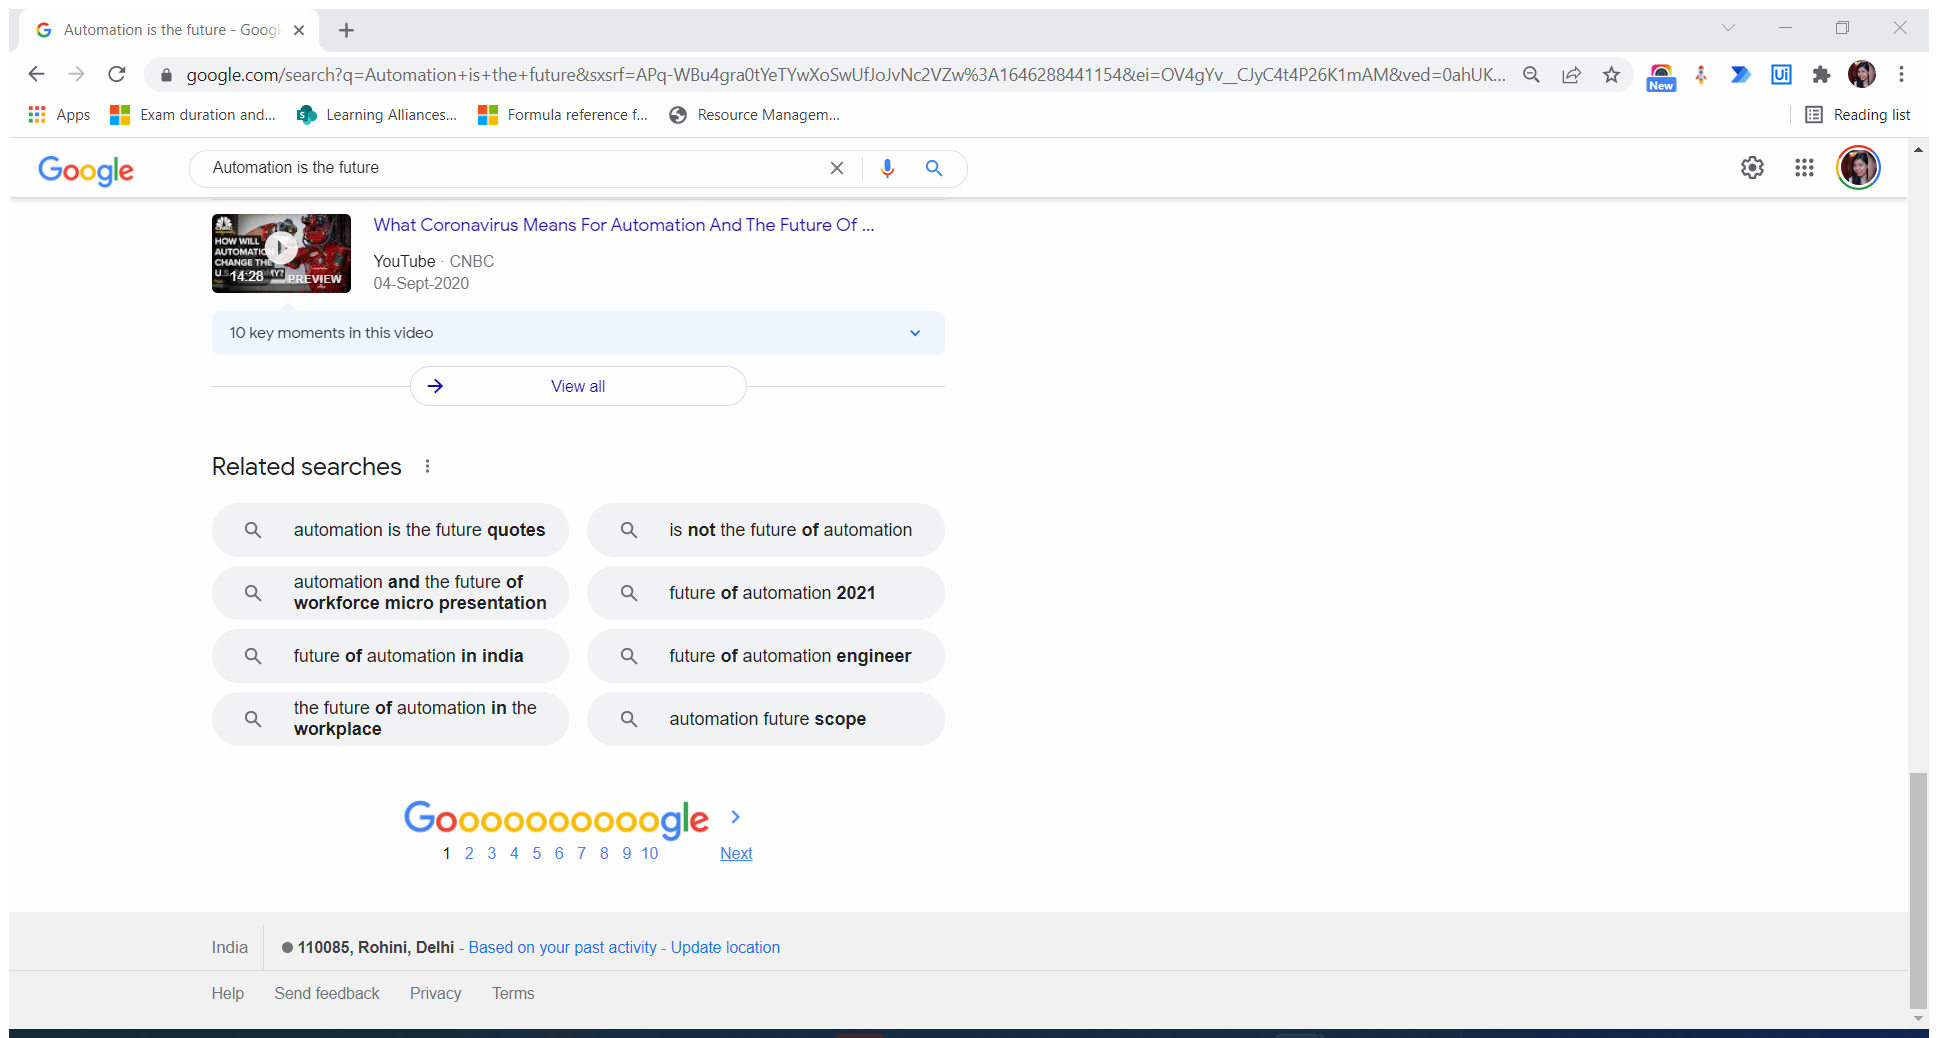 Automation is the future - Googl
google.com/search?q=Automation+is+the+future&sxsrf=APq-WBu4gra0tYeTYwXoSwUfJoJvNc2VZw%3A1646288441154&ei=OV4gYv__CJyC4t4P26K1mAM&ved=0ahUK...
New
Ui
Apps
Exam duration and...
S
Learning Alliances...
Formula reference f...
Resource Managem...
Reading list
Google
Automation is the future
HOW WILL
AUTOMATION
CHANGE THE
U.S. ECONOMY?
14:28
PREVIEW
What Coronavirus Means For Automation And The Future Of ...
YouTube · CNBC
04-Sept-2020
10 key moments in this video
View all
Related searches
automation is the future quotes
is not the future of automation
automation and the future of
workforce micro presentation
future of automation 2021
future of automation in india
future of automation engineer
the future of automation in the
workplace
automation future scope
Goooooooooogle
1 2 3 4 5 6 7 8 9 10 Next
India
110085, Rohini, Delhi - Based on your past activity - Update location
Help Send feedback Privacy Terms